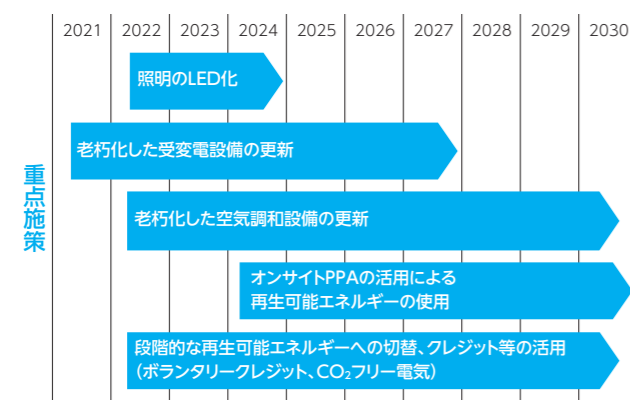 2021 2022 2023 2024 2025 2026 2027 2028 2029 2030
重点施策
照明のLED化
老朽化した受変電設備の更新
老朽化した空気調和設備の更新
オンサイトPPAの活用による
再生可能エネルギーの使用
段階的な再生可能エネルギーへの切替、クレジット等の活用
（ボランタリークレジット、CO₂フリー電気）